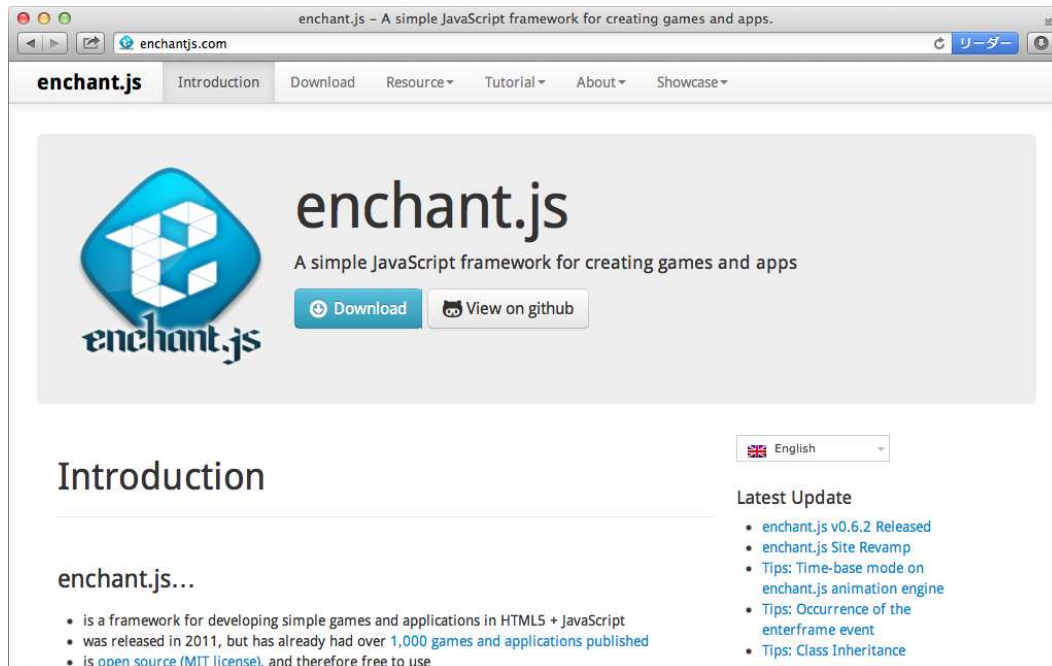 enchant.js – A simple JavaScript framework for creating games and apps.
enchantjs.com
リーダー
enchant.js
Introduction
Download
Resource
Tutorial
About
Showcase
enchant.js
enchant.js
A simple JavaScript framework for creating games and apps
Download
View on github
English
Introduction
Latest Update
enchant.js v0.6.2 Released
enchant.js Site Revamp
Tips: Time-base mode on
enchant.js animation engine
Tips: Occurrence of the
enterframe event
Tips: Class Inheritance
enchant.js...
is a framework for developing simple games and applications in HTML5 + JavaScript
was released in 2011, but has already had over 1,000 games and applications published
is open source (MIT license), and therefore free to use